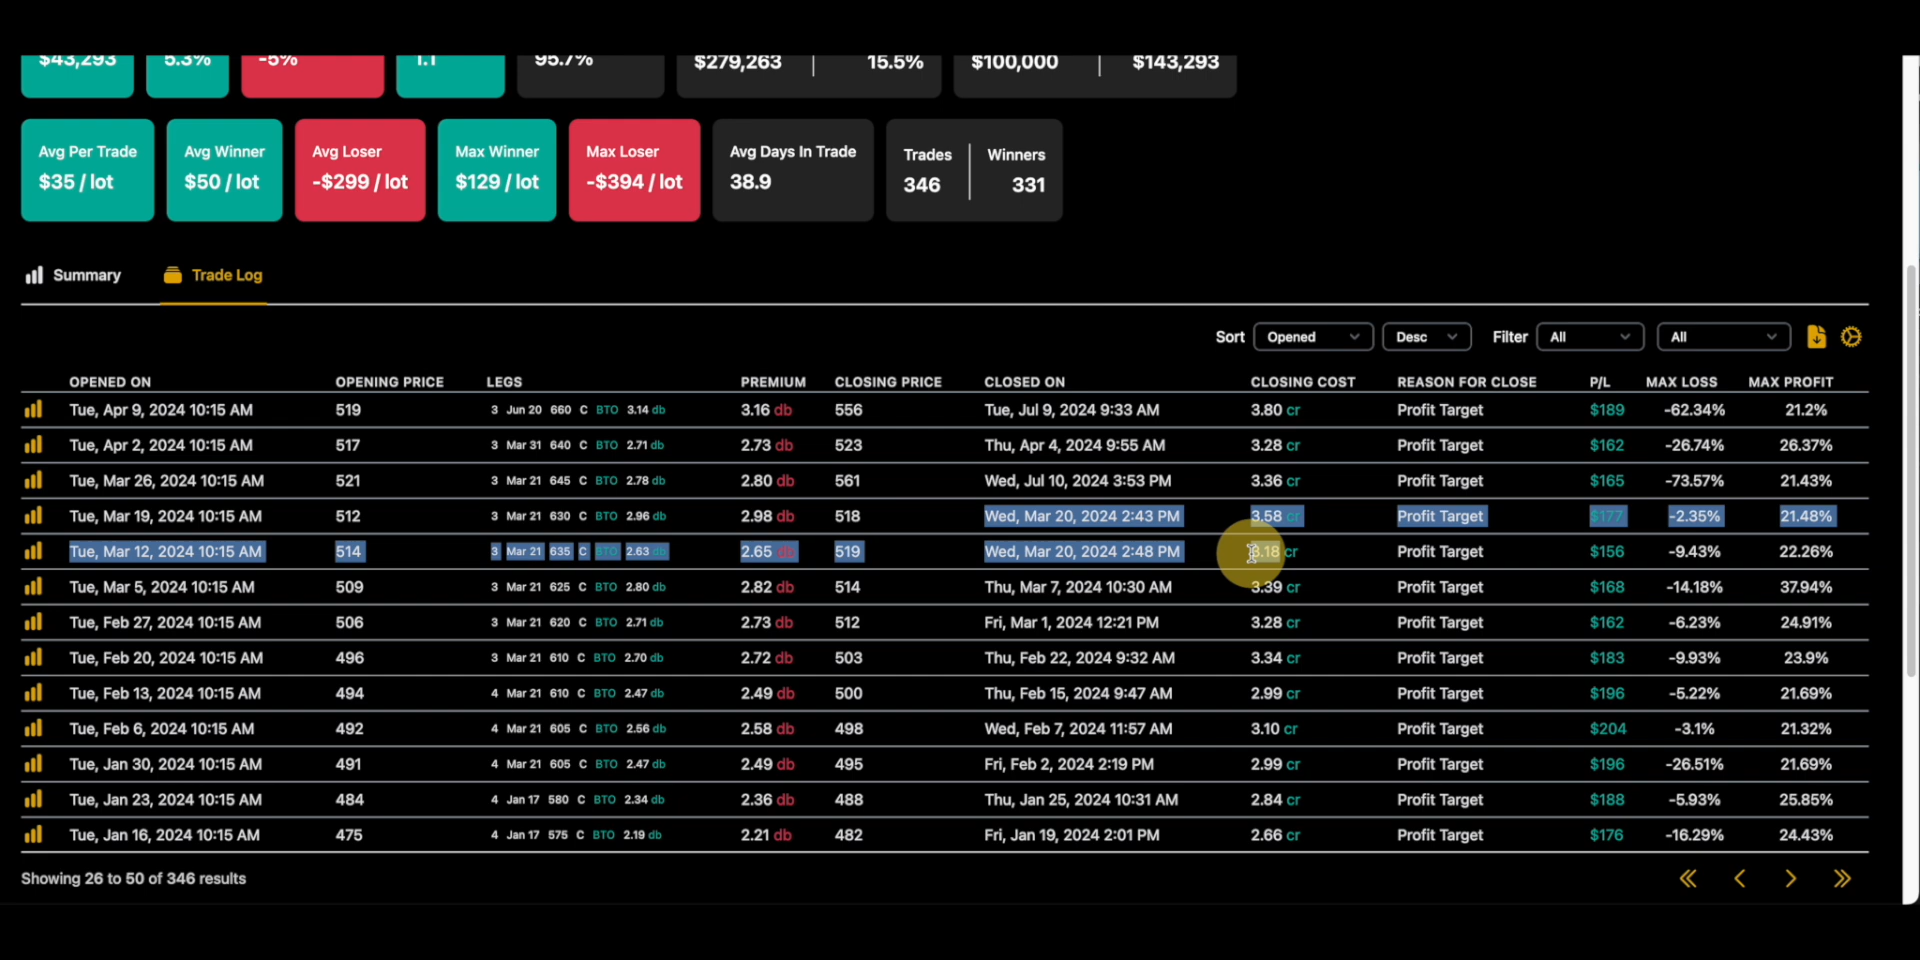 $43,293 5.3% -5% 1.1 95.7% $279,263 15.5% $100,000 $143,293
Avg Per Trade Avg Winner Avg Loser Max Winner Max Loser Avg Days In Trade Trades Winners
$35 / lot $50 / lot -$299 / lot $129 / lot -$394 / lot 38.9 346 331
Summary Trade Log
Sort Opened Desc Filter All All
OPENED ON OPENING PRICE LEGS PREMIUM CLOSING PRICE CLOSED ON CLOSING COST REASON FOR CLOSE P/L MAX LOSS MAX PROFIT
Tue, Apr 9, 2024 10:15 AM 519 3 Jun 20 660 C BTO 3.14 db 3.16 db 556 Tue, Jul 9, 2024 9:33 AM 3.80 cr Profit Target $189 -62.34% 21.2%
Tue, Apr 2, 2024 10:15 AM 517 3 Mar 31 640 C BTO 2.71 db 2.73 db 523 Thu, Apr 4, 2024 9:55 AM 3.28 cr Profit Target $162 -26.74% 26.37%
Tue, Mar 26, 2024 10:15 AM 521 3 Mar 21 645 C BTO 2.78 db 2.80 db 561 Wed, Jul 10, 2024 3:53 PM 3.36 cr Profit Target $165 -73.57% 21.43%
Tue, Mar 19, 2024 10:15 AM 512 3 Mar 21 630 C BTO 2.96 db 2.98 db 518 Wed, Mar 20, 2024 2:43 PM 3.58 cr Profit Target $177 -2.35% 21.48%
Tue, Mar 12, 2024 10:15 AM 514 3 Mar 21 635 C BTO 2.63 db 2.65 db 519 Wed, Mar 20, 2024 2:48 PM 3.18 cr Profit Target $156 -9.43% 22.26%
Tue, Mar 5, 2024 10:15 AM 509 3 Mar 21 625 C BTO 2.80 db 2.82 db 514 Thu, Mar 7, 2024 10:30 AM 3.39 cr Profit Target $168 -14.18% 37.94%
Tue, Feb 27, 2024 10:15 AM 506 3 Mar 21 620 C BTO 2.71 db 2.73 db 512 Fri, Mar 1, 2024 12:21 PM 3.28 cr Profit Target $162 -6.23% 24.91%
Tue, Feb 20, 2024 10:15 AM 496 3 Mar 21 610 C BTO 2.70 db 2.72 db 503 Thu, Feb 22, 2024 9:32 AM 3.34 cr Profit Target $183 -9.93% 23.9%
Tue, Feb 13, 2024 10:15 AM 494 4 Mar 21 610 C BTO 2.47 db 2.49 db 500 Thu, Feb 15, 2024 9:47 AM 2.99 cr Profit Target $196 -5.22% 21.69%
Tue, Feb 6, 2024 10:15 AM 492 4 Mar 21 605 C BTO 2.56 db 2.58 db 498 Wed, Feb 7, 2024 11:57 AM 3.10 cr Profit Target $204 -3.1% 21.32%
Tue, Jan 30, 2024 10:15 AM 491 4 Mar 21 605 C BTO 2.47 db 2.49 db 495 Fri, Feb 2, 2024 2:19 PM 2.99 cr Profit Target $196 -26.51% 21.69%
Tue, Jan 23, 2024 10:15 AM 484 4 Jan 17 580 C BTO 2.34 db 2.36 db 488 Thu, Jan 25, 2024 10:31 AM 2.84 cr Profit Target $188 -5.93% 25.85%
Tue, Jan 16, 2024 10:15 AM 475 4 Jan 17 575 C BTO 2.19 db 2.21 db 482 Fri, Jan 19, 2024 2:01 PM 2.66 cr Profit Target $176 -16.29% 24.43%
Showing 26 to 50 of 346 results